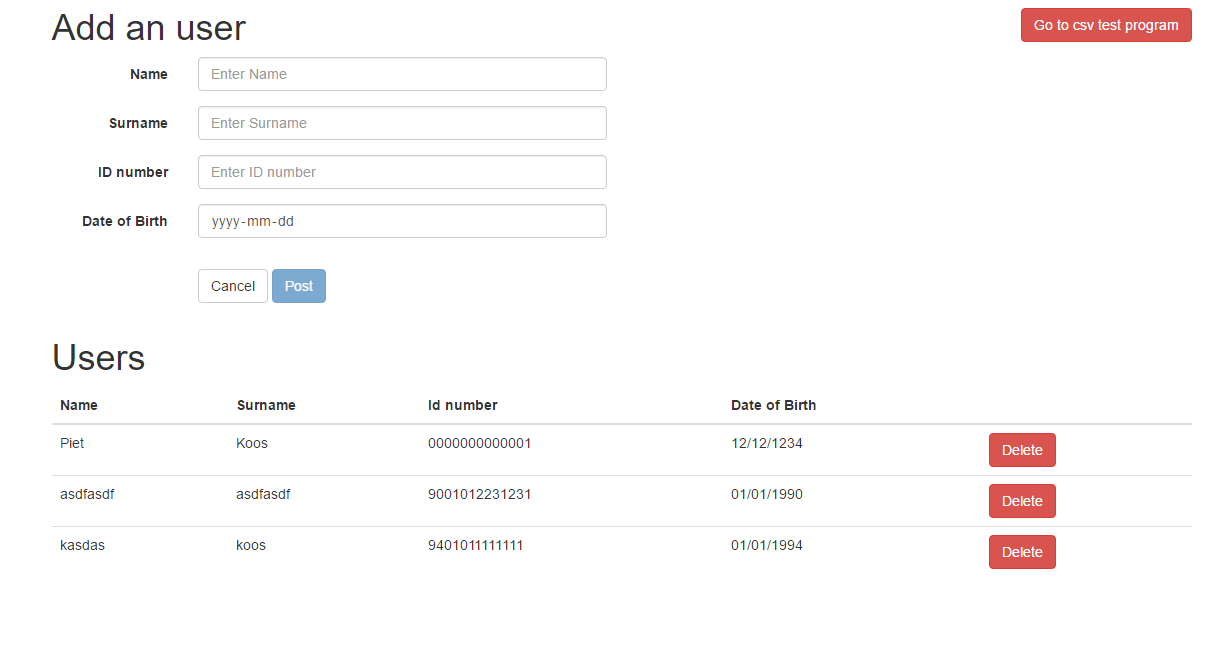 Add an user
Go to csv test program
Name
Enter Name
Surname
Enter Surname
ID number
Enter ID number
Date of Birth
yyyy-mm-dd
Cancel Post
Users
Name Surname Id number Date of Birth
Piet Koos 0000000000001 12/12/1234 Delete
asdfasdf asdfasdf 9001012231231 01/01/1990 Delete
kasdas koos 9401011111111 01/01/1994 Delete